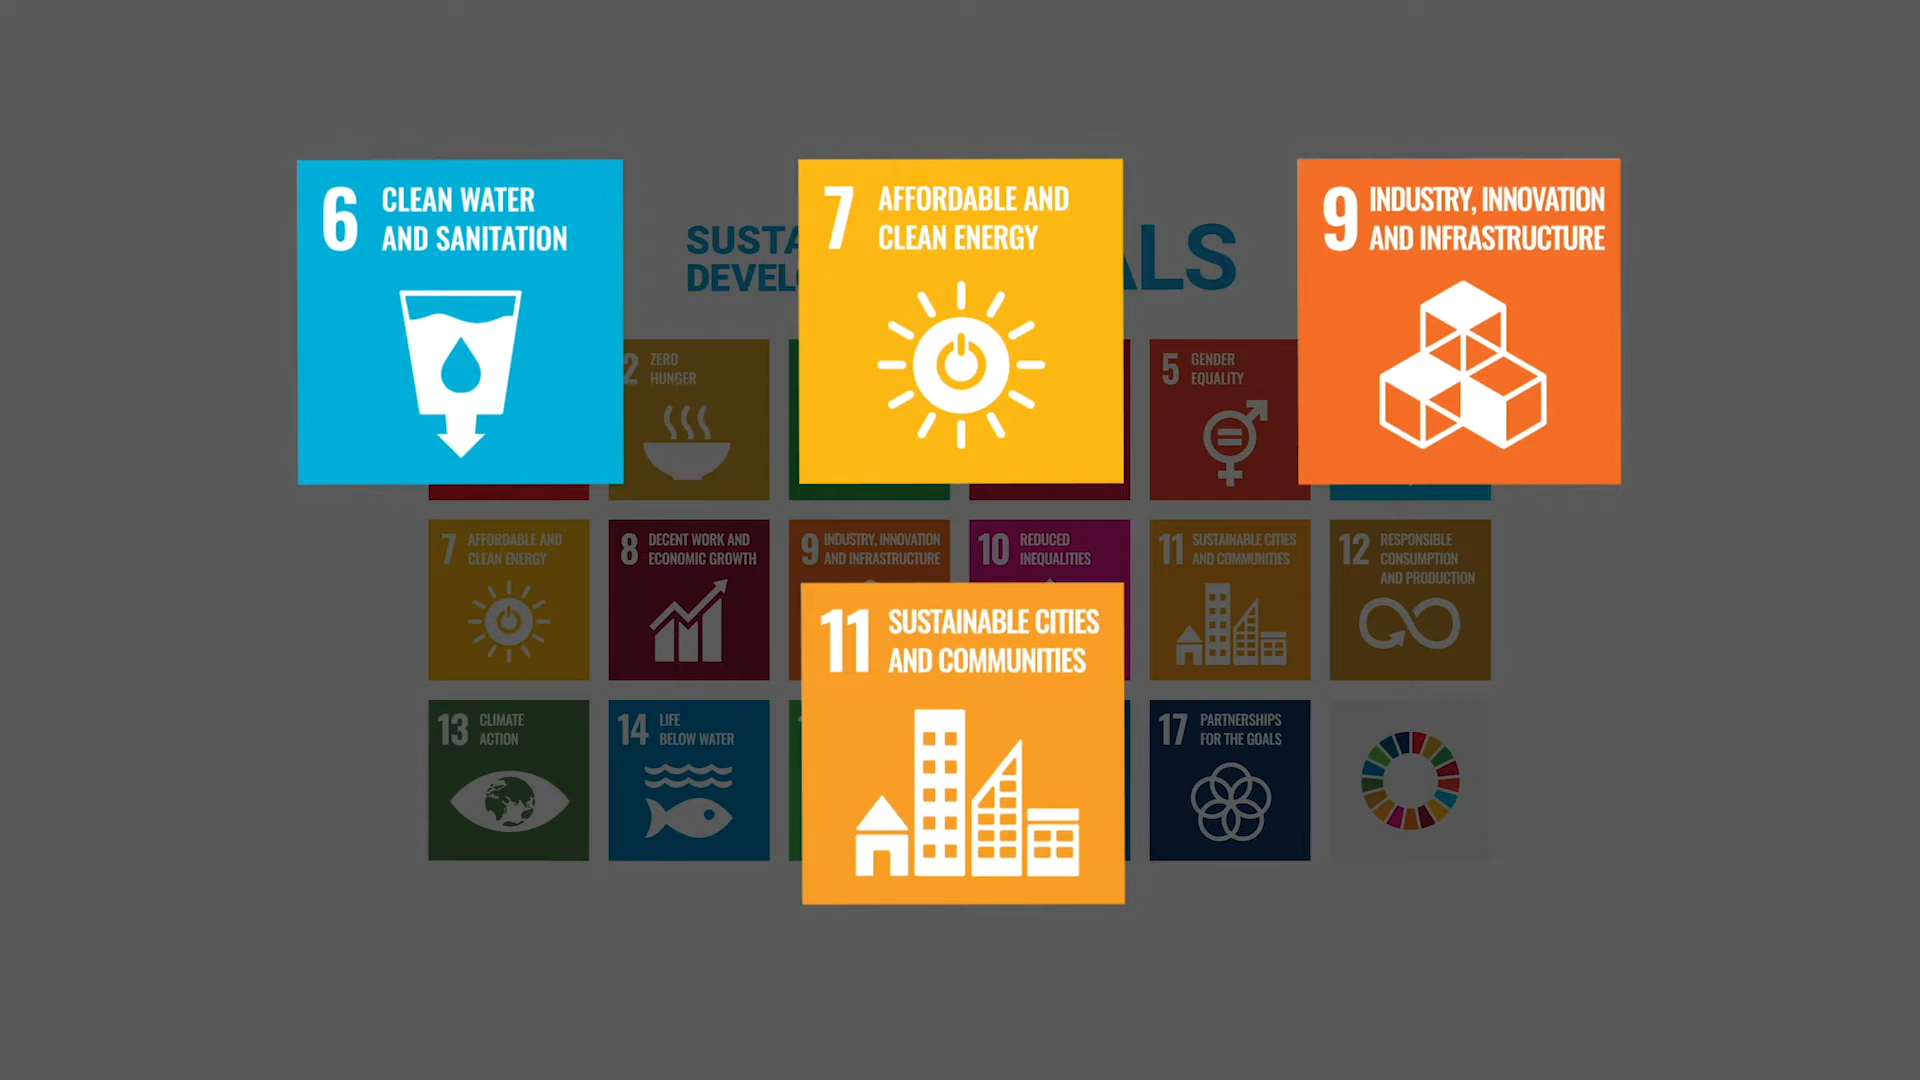 6 CLEAN WATER
AND SANITATION
7 AFFORDABLE AND
CLEAN ENERGY
9 INDUSTRY, INNOVATION
AND INFRASTRUCTURE
11 SUSTAINABLE CITIES
AND COMMUNITIES
2 ZERO
HUNGER
5 GENDER
EQUALITY
7 AFFORDABLE AND
CLEAN ENERGY
8 DECENT WORK AND
ECONOMIC GROWTH
9 INDUSTRY, INNOVATION
AND INFRASTRUCTURE
10 REDUCED
INEQUALITIES
11 SUSTAINABLE CITIES
AND COMMUNITIES
12 RESPONSIBLE
CONSUMPTION
AND PRODUCTION
13 CLIMATE
ACTION
14 LIFE
BELOW WATER
17 PARTNERSHIPS
FOR THE GOALS